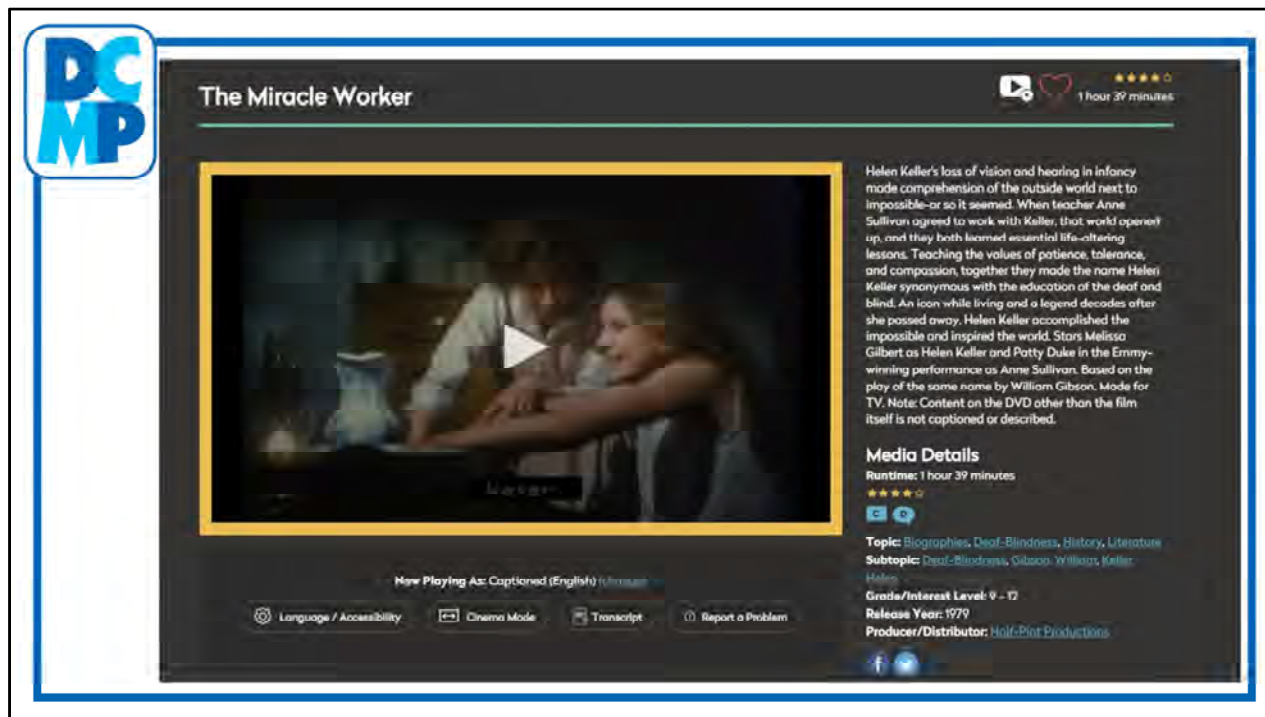 DC
MP
The Miracle Worker
1 hour 39 minutes
Helen Keller's loss of vision and hearing in infancy
made comprehension of the outside world next to
impossible-or so it seemed. When teacher Anne
Sullivan agreed to work with Keller, that world opened
up, and they both learned essential life-altering
lessons. Teaching the values of patience, tolerance,
and compassion, together they made the name Helen
Keller synonymous with the education of the deaf and
blind. An icon while living and a legend decades after
she passed away, Helen Keller accomplished the
impossible and inspired the world. Stars Melissa
Gilbert as Helen Keller and Patty Duke in the Emmy-
winning performance as Anne Sullivan. Based on the
play of the same name by William Gibson. Made for
TV. Note: Content on the DVD other than the film
itself is not captioned or described.
Media Details
Runtime: 1 hour 39 minutes
C D
Topic: Biographies, Deaf-Blindness, History, Literature
Subtopic: Deaf-Blindness, Gibson, William, Keller,
Helen
Grade/Interest Level: 9 - 12
Release Year: 1979
Producer/Distributor: Half-Pint Productions
f
Water.
Now Playing As: Captioned (English)
Language / Accessibility
Cinema Mode
Transcript
Report a Problem